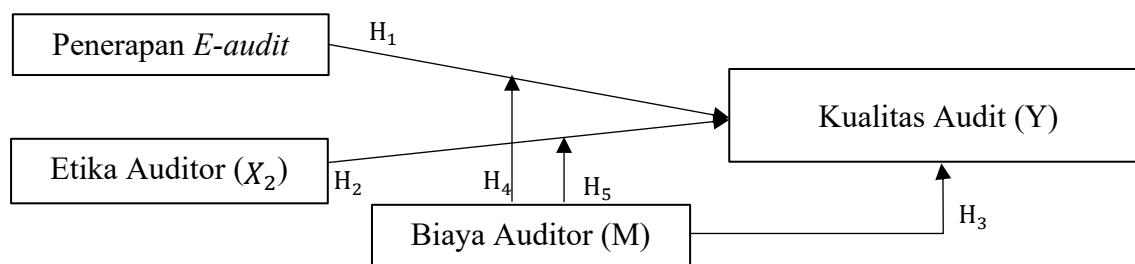 Penerapan E-audit
H₁
Kualitas Audit (Y)
Etika Auditor (X₂)
H₂
H₄
H₅
Biaya Auditor (M)
H₃